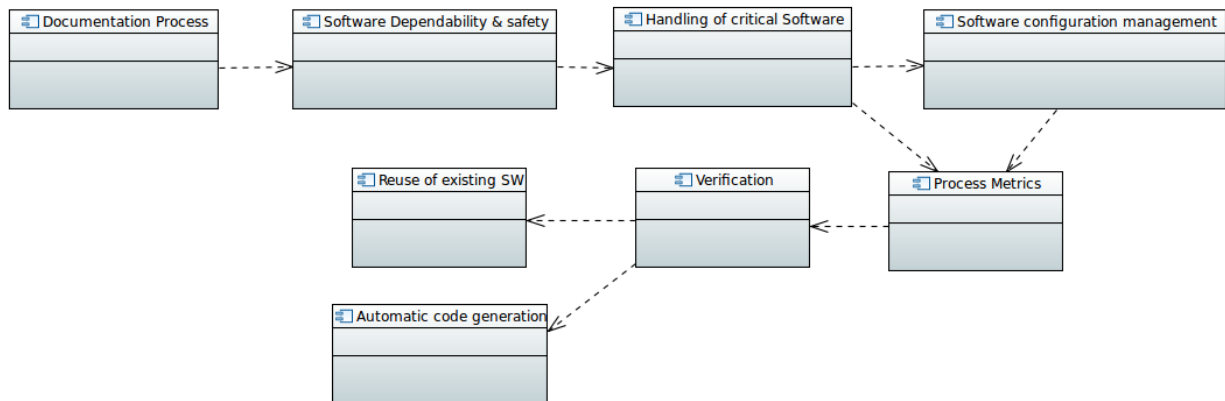 Documentation Process
Software Dependability & safety
Handling of critical Software
Software configuration management
Reuse of existing SW
Verification
Process Metrics
Automatic code generation